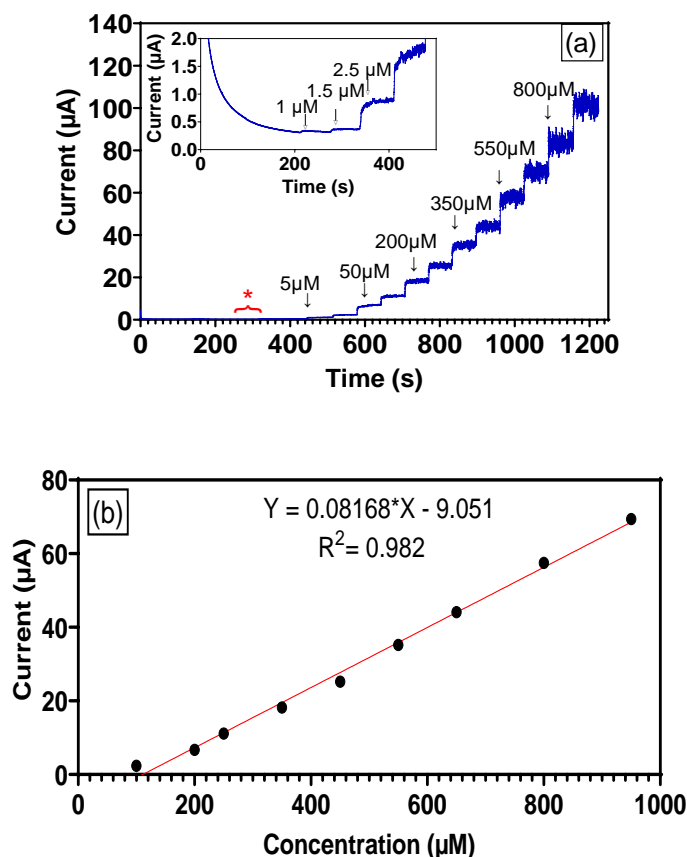 (a)
140
120
100
80
60
40
20
0
Current (µA)
0 200 400 600 800 1000 1200
Time (s)
2.0
1.5
1.0
0.5
0.0
Current (µA)
0 200 400
Time (s)
1 µM
1.5 µM
2.5 µM
*
5µM
50µM
200µM
350µM
550µM
800µM
(b)
80
60
40
20
0
Current (µA)
Y = 0.08168*X - 9.051
R²= 0.982
0 200 400 600 800 1000
Concentration (µM)